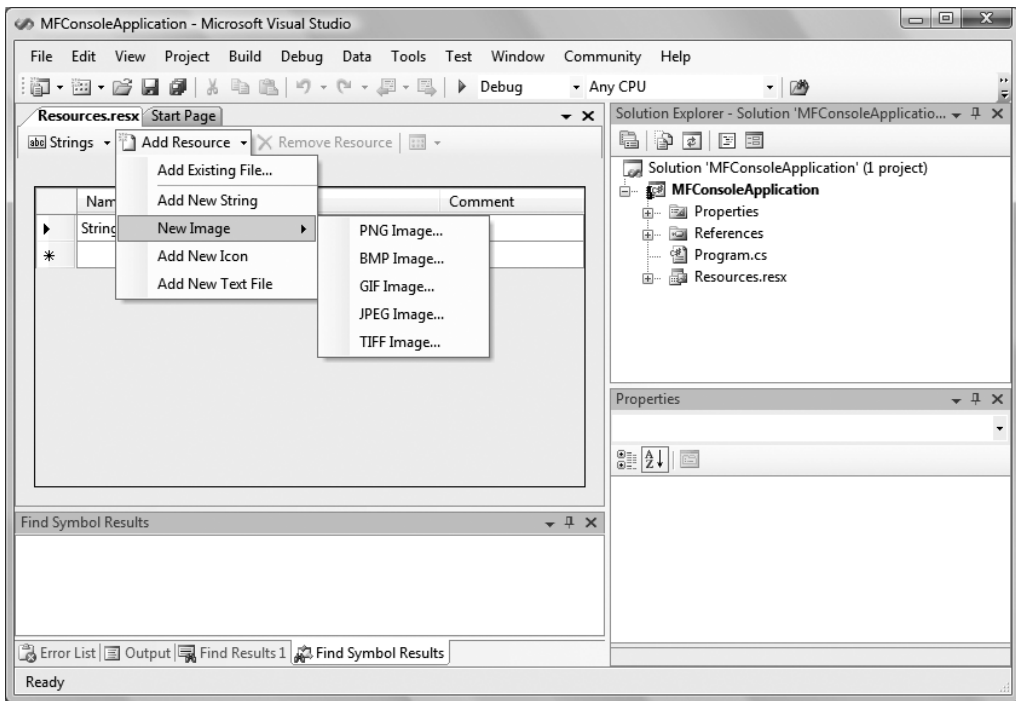 MFConsoleApplication - Microsoft Visual Studio
File Edit View Project Build Debug Data Tools Test Window Community Help
Debug Any CPU
Resources.resx Start Page
abc Strings Add Resource Remove Resource
Add Existing File...
Add New String
New Image
Add New Icon
Add New Text File
PNG Image...
BMP Image...
GIF Image...
JPEG Image...
TIFF Image...
Nam Comment
String
Solution Explorer - Solution 'MFConsoleApplicatio...
Solution 'MFConsoleApplication' (1 project)
MFConsoleApplication
Properties
References
Program.cs
Resources.resx
Properties
Find Symbol Results
Error List Output Find Results 1 Find Symbol Results
Ready